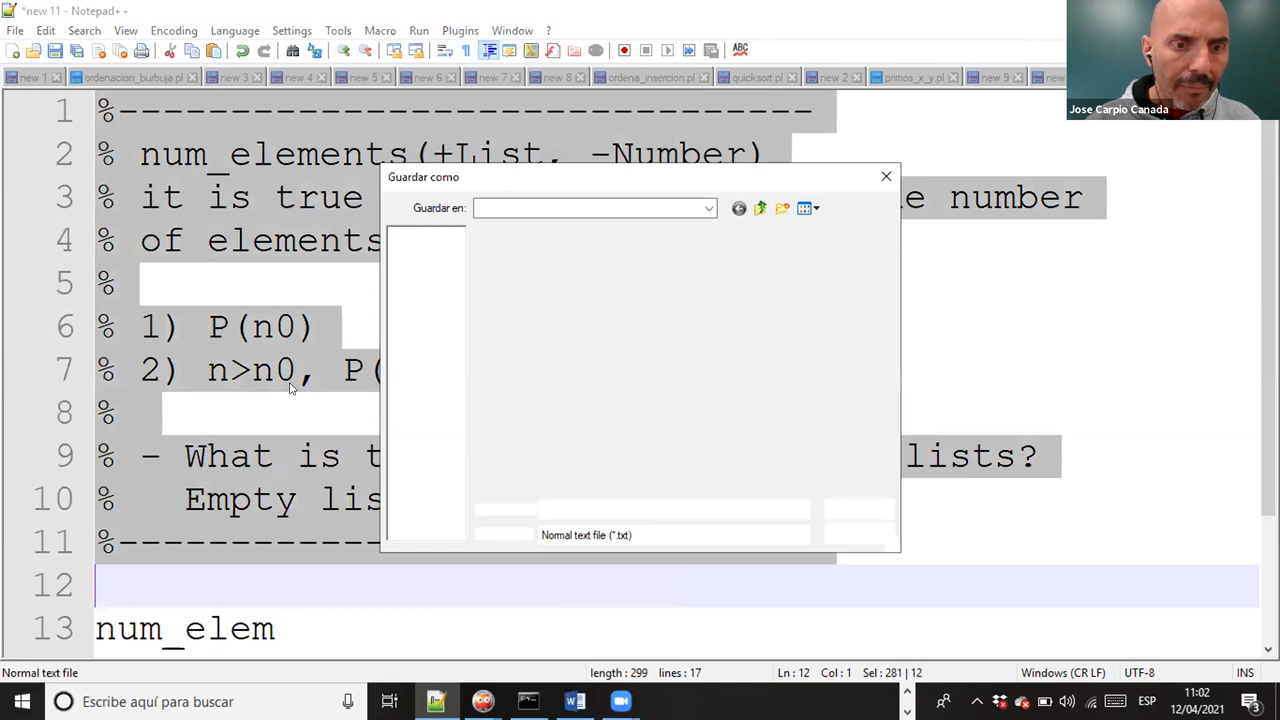 *new 11 - Notepad++
File Edit Search View Encoding Language Settings Tools Macro Run Plugins Window ?
new 1 ordenacion_burbuja.pl new 3 new 4 new 5 new 6 new 7 new 8 ordena_insercion.pl quicksort.pl new 2 primos_x_y.pl new 9 new
Jose Carpio Canada
1 %-------------------------------
2 % num_elements(+List, -Number)
3 % it is true number
4 % of elements
5 %
6 % 1) P(n0)
7 % 2) n>n0, P(
8 %
9 % - What is t lists?
10 % Empty lis
11 %
12
13 num_elem
Guardar como
Guardar en:
Normal text file (*.txt)
Normal text file length : 299 lines : 17 Ln : 12 Col : 1 Sel : 281 | 12 Windows (CR LF) UTF-8 INS
Escribe aquí para buscar
ESP
11:02
12/04/2021
3